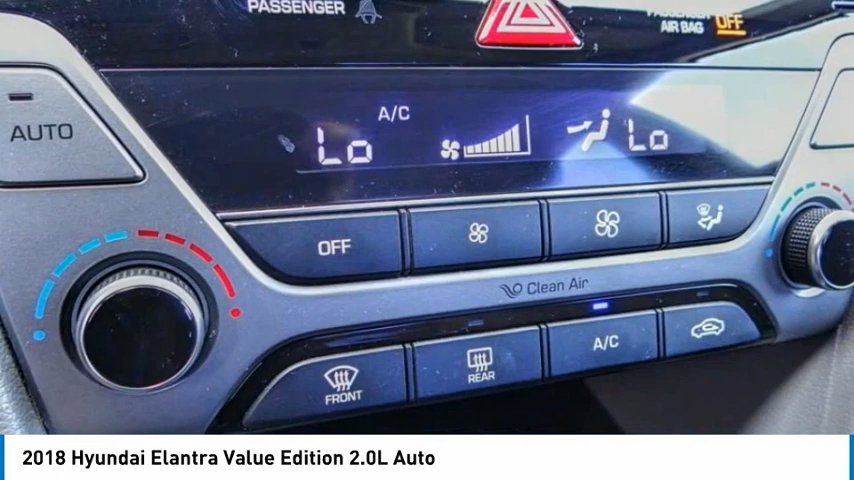 PASSENGER
PASSENGER OFF
AIR BAG
AUTO
A/C
Lo Lo
OFF
Clean Air
A/C
FRONT REAR
2018 Hyundai Elantra Value Edition 2.0L Auto